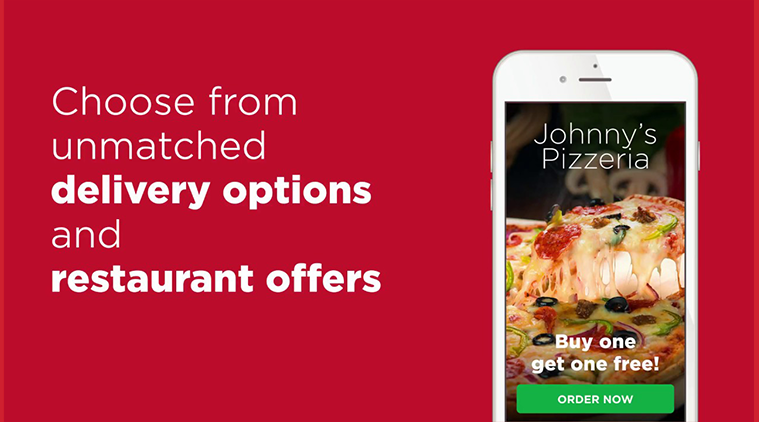 Choose from
unmatched
delivery options
and
restaurant offers
Johnny's
Pizzeria
Buy one
get one free!
ORDER NOW